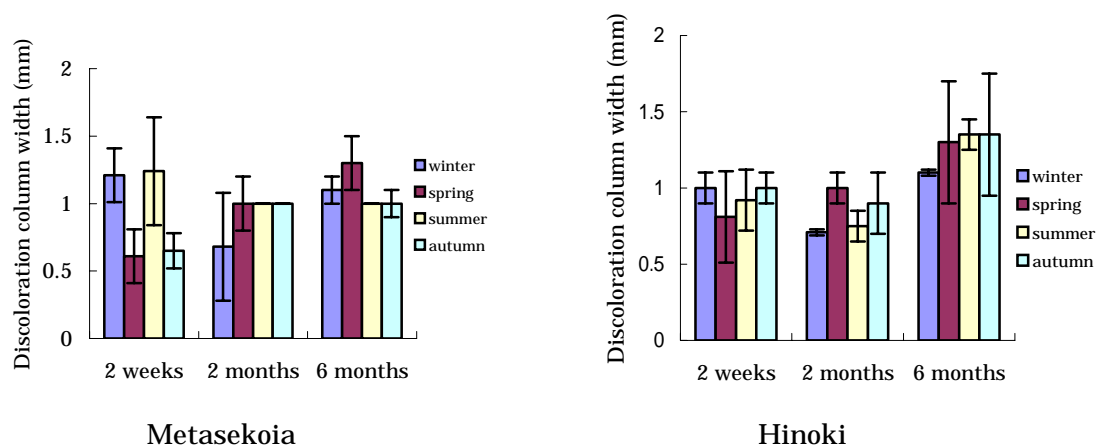 Discoloration column width (mm)
2
1.5
1
0.5
0
2 weeks 2 months 6 months
winter
spring
summer
autumn
Metasekoia
Discoloration column width (mm)
2
1.5
1
0.5
0
2 weeks 2 months 6 months
winter
spring
summer
autumn
Hinoki